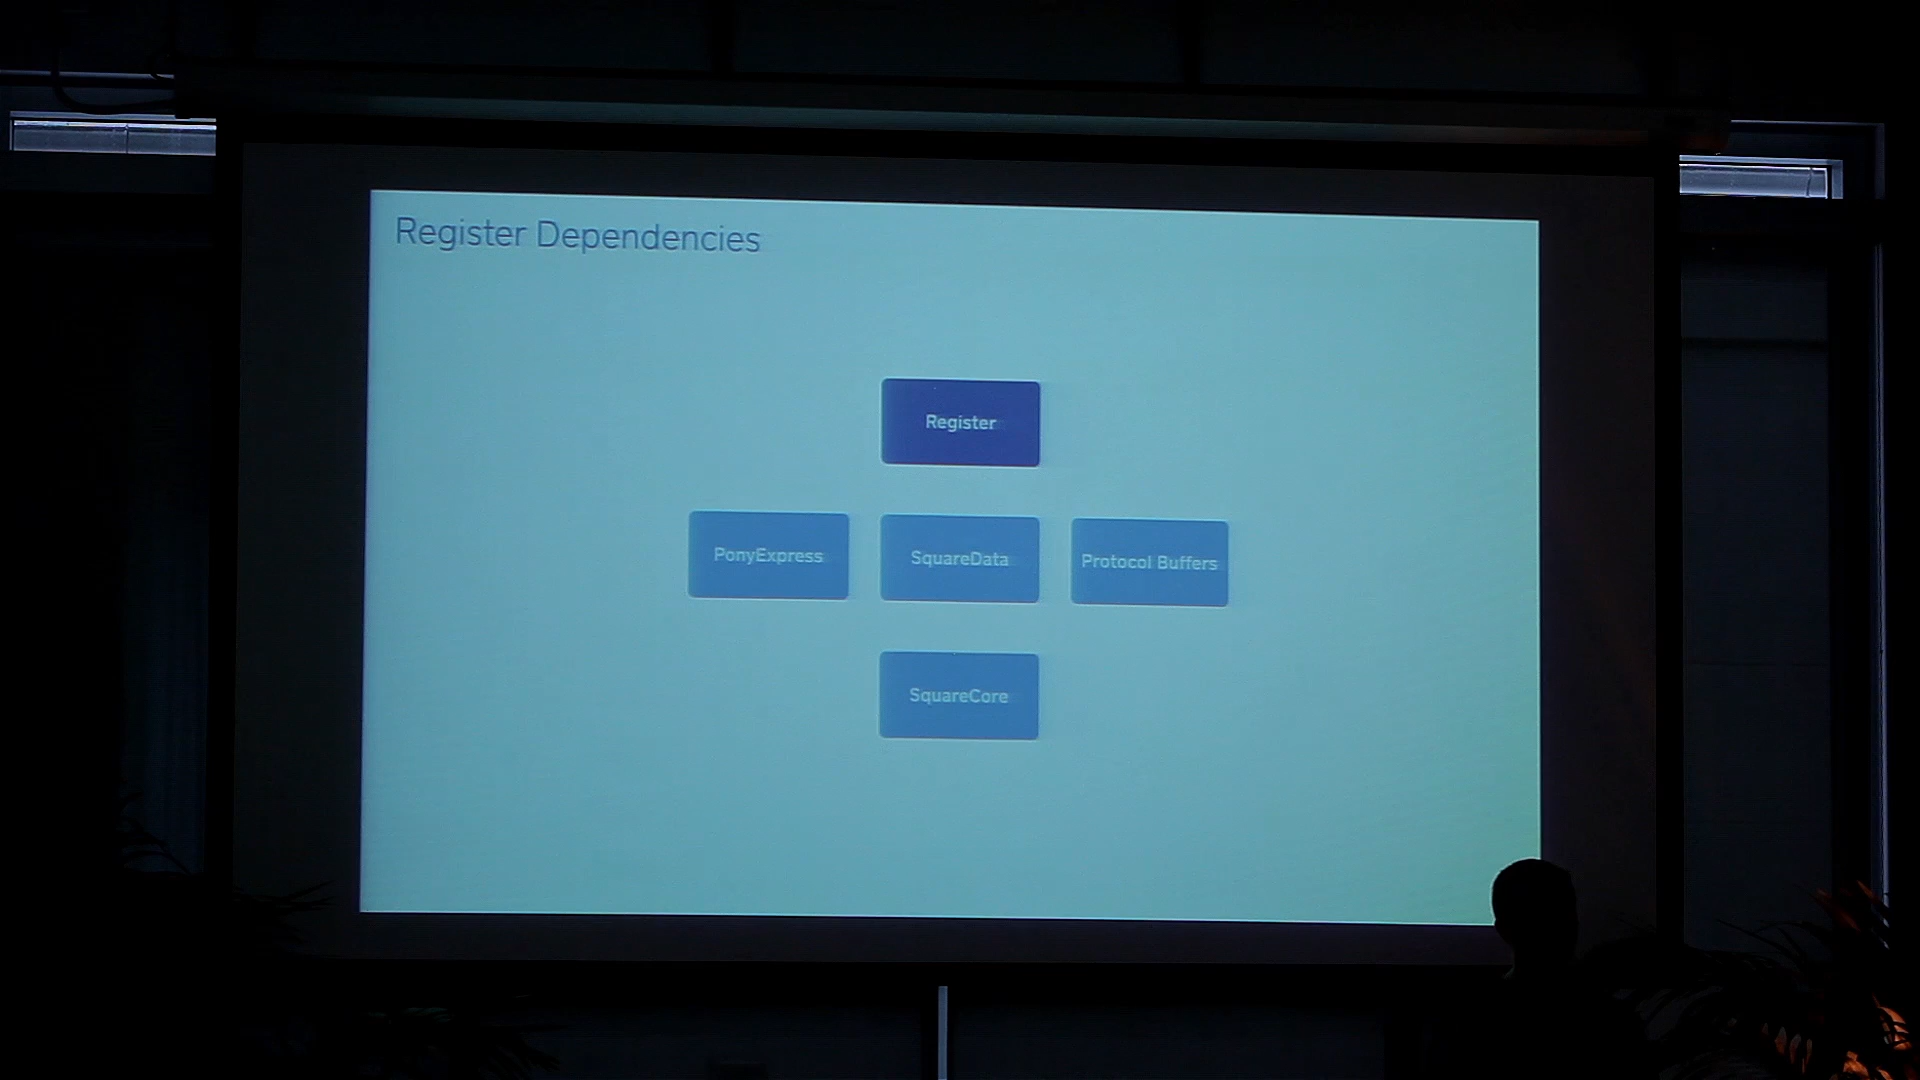 Register Dependencies
Register
PonyExpress
SquareData
Protocol Buffers
SquareCore